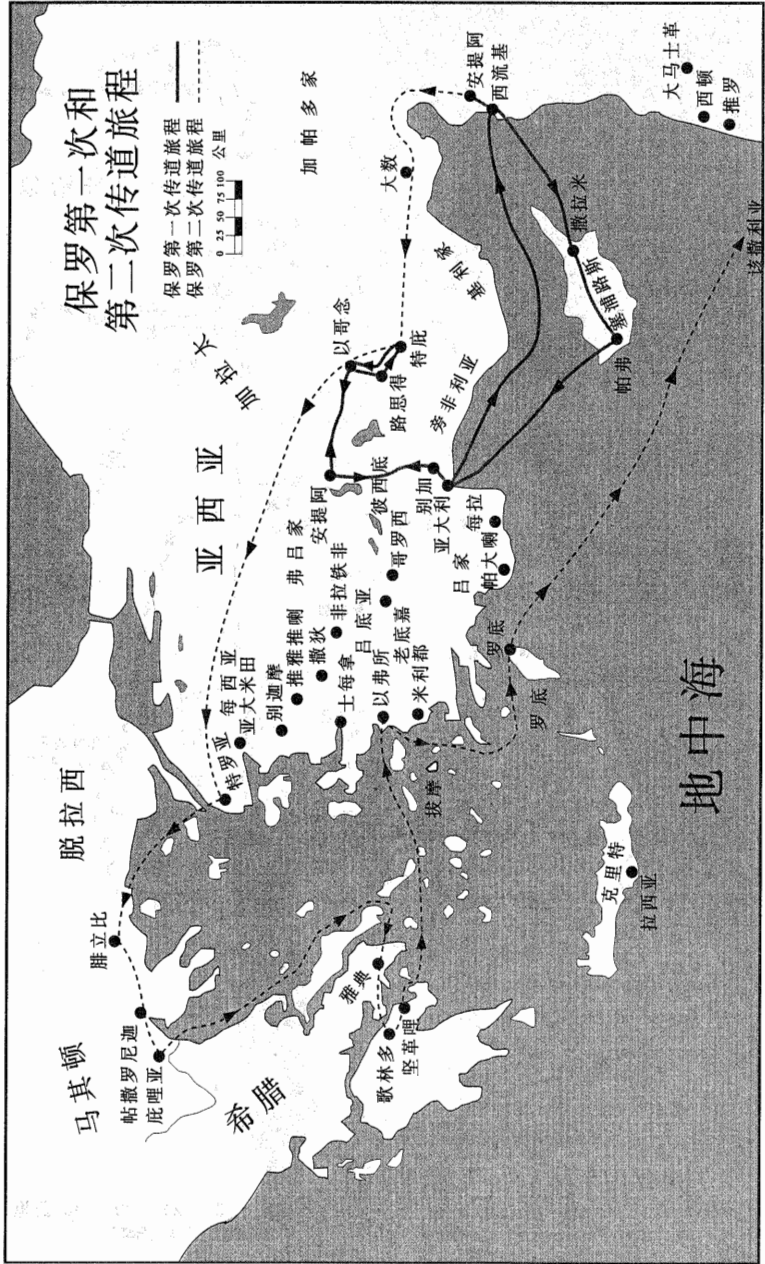 保罗第一次和
第二次传道旅程
保罗第一次传道旅程
保罗第二次传道旅程
0 25 50 75 100 公里
马其顿
脱拉西
腓立比
帖撒罗尼迦
庇哩亚
希腊
雅典
歌林多
坚革哩
特罗亚
每西亚
亚大米田
别迦摩
推雅推喇
撒狄
士每拿
非拉铁非
吕底亚
以弗所
老底嘉
米利都
哥罗西
拔摩
亚西亚
弗吕家
安提阿
彼西底
加拉太
以哥念
路思得
特庇
旁非利亚
别加
亚大利
吕家
每拉
帕大喇
罗底
罗底
加帕多家
大数
安提阿
西流基
撒拉米
塞浦路斯
帕弗
大马士革
西顿
推罗
该撒利亚
克里特
拉西亚
地中海